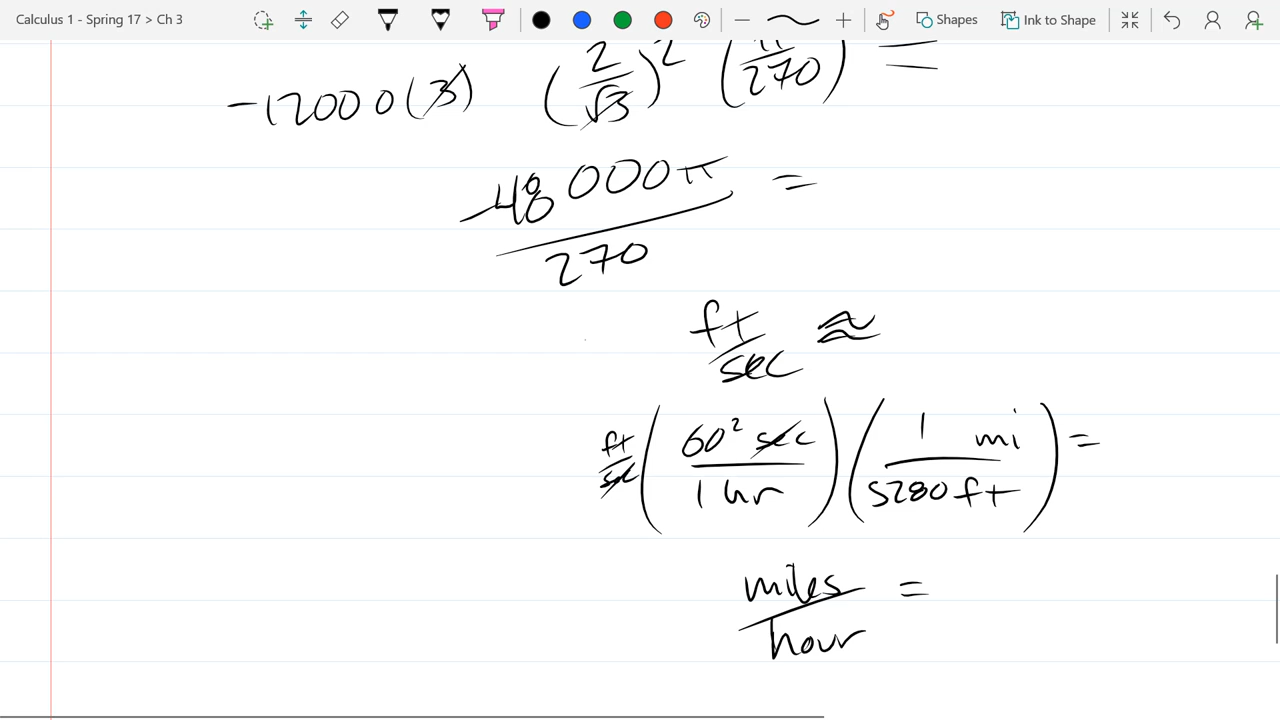 Calculus 1 - Spring 17 > Ch 3 Shapes Ink to Shape
-12000(3) (2/√3)² (π/270) =
-48000π/270 =
ft/sec ≈
ft/sec (60² sec/1 hr)(1 mi/5280 ft) =
miles/hour =